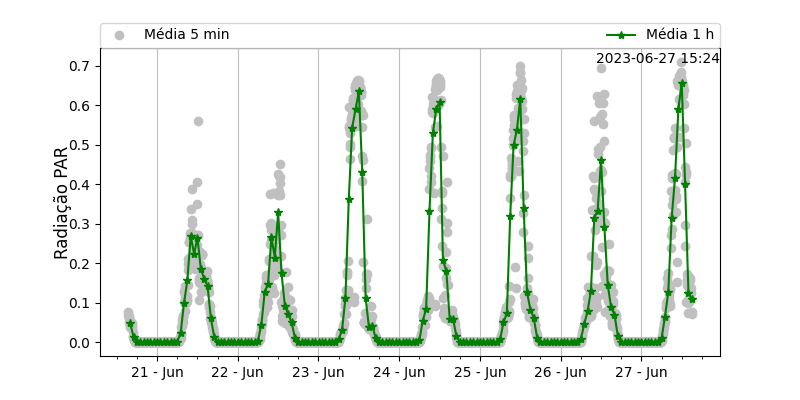 Média 5 min
Média 1 h
2023-06-27 15:24
Radiação PAR
0.7
0.6
0.5
0.4
0.3
0.2
0.1
0.0
21 - Jun
22 - Jun
23 - Jun
24 - Jun
25 - Jun
26 - Jun
27 - Jun